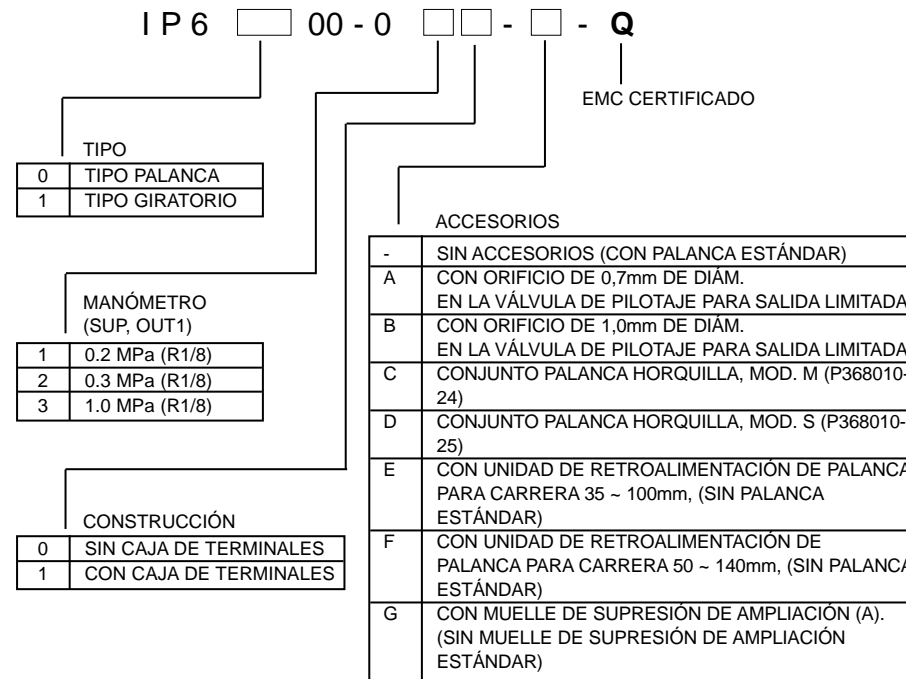 IP6 00 - 0 - - Q
EMC CERTIFICADO
TIPO
0 TIPO PALANCA
1 TIPO GIRATORIO
MANÓMETRO
(SUP, OUT1)
1 0.2 MPa (R1/8)
2 0.3 MPa (R1/8)
3 1.0 MPa (R1/8)
CONSTRUCCIÓN
0 SIN CAJA DE TERMINALES
1 CON CAJA DE TERMINALES
ACCESORIOS
- SIN ACCESORIOS (CON PALANCA ESTÁNDAR)
A CON ORIFICIO DE 0,7mm DE DIÁM.
EN LA VÁLVULA DE PILOTAJE PARA SALIDA LIMITADA
B CON ORIFICIO DE 1,0mm DE DIÁM.
EN LA VÁLVULA DE PILOTAJE PARA SALIDA LIMITADA
C CONJUNTO PALANCA HORQUILLA, MOD. M (P368010-
24)
D CONJUNTO PALANCA HORQUILLA, MOD. S (P368010-
25)
E CON UNIDAD DE RETROALIMENTACIÓN DE PALANCA
PARA CARRERA 35 ~ 100mm, (SIN PALANCA
ESTÁNDAR)
F CON UNIDAD DE RETROALIMENTACIÓN DE
PALANCA PARA CARRERA 50 ~ 140mm, (SIN PALANCA
ESTÁNDAR)
G CON MUELLE DE SUPRESIÓN DE AMPLIACIÓN (A).
(SIN MUELLE DE SUPRESIÓN DE AMPLIACIÓN
ESTÁNDAR)